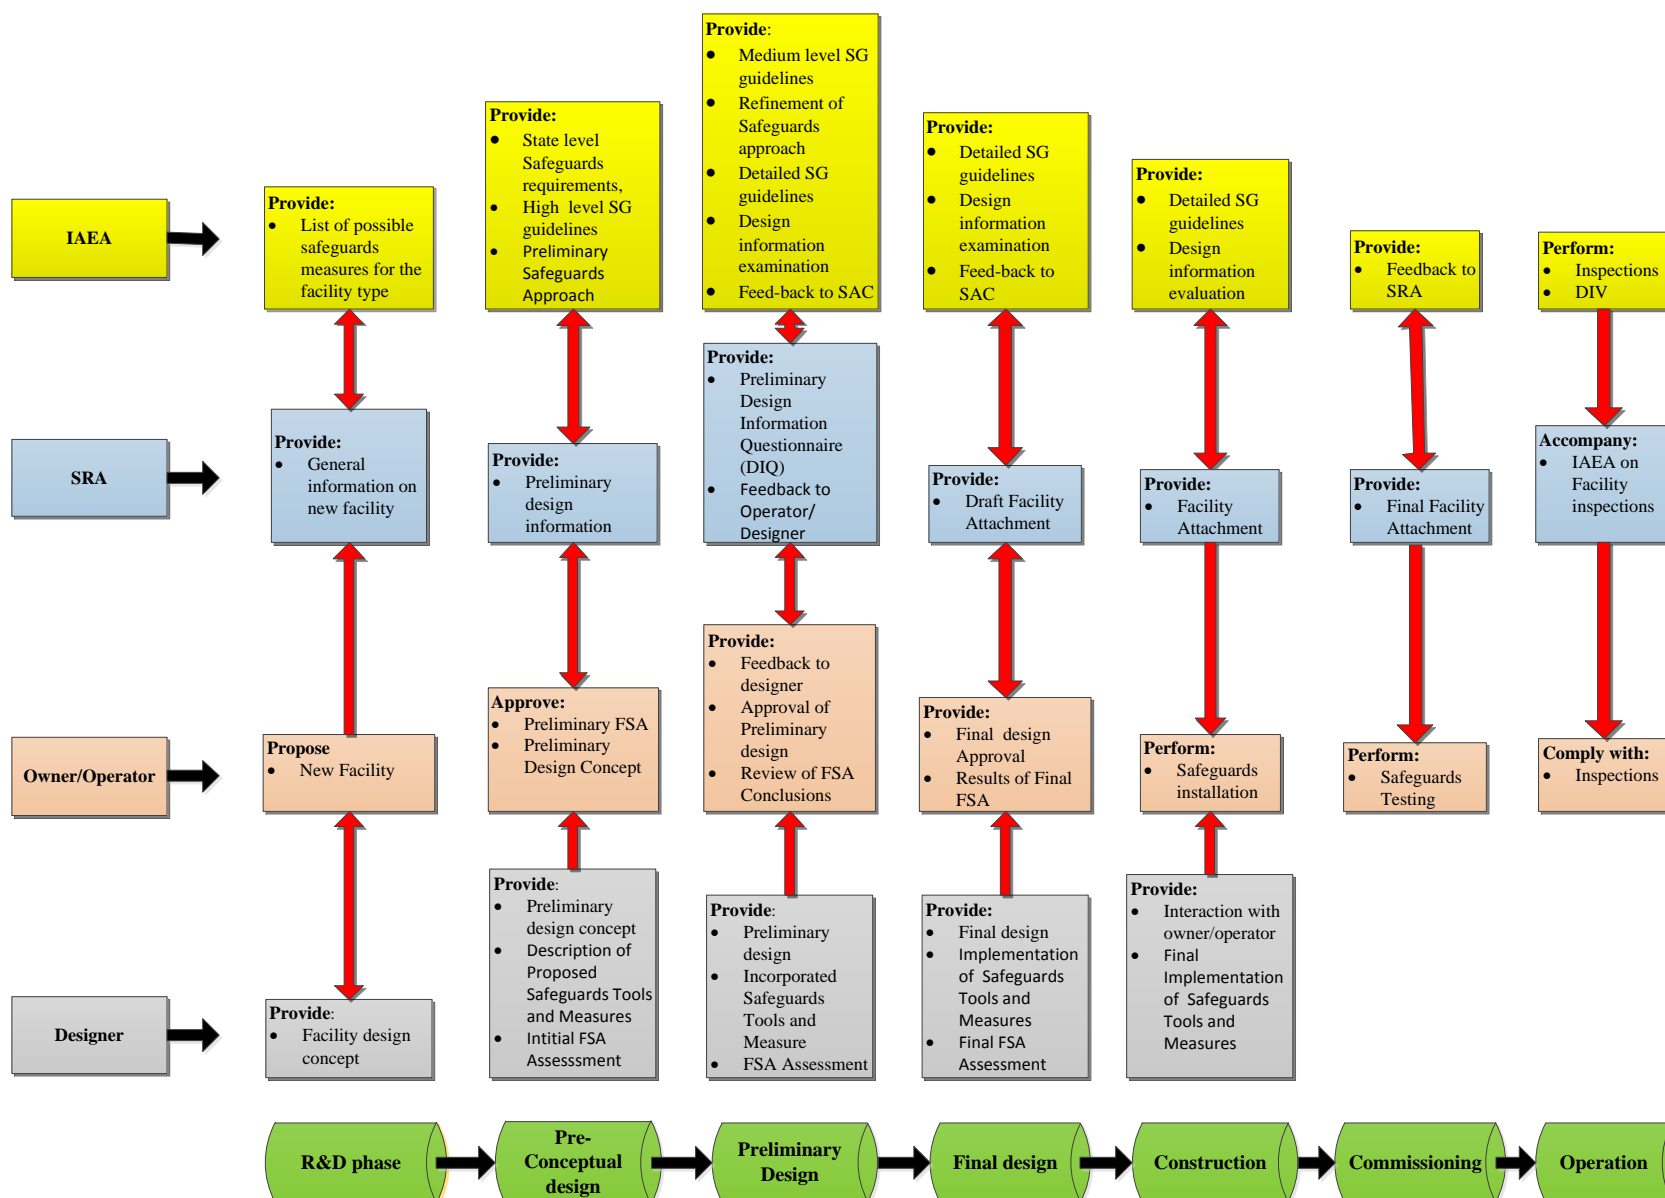 IAEA
Provide:
• List of possible
safeguards
measures for the
facility type
Provide:
• State level
Safeguards
requirements,
• High level SG
guidelines
• Preliminary
Safeguards
Approach
Provide:
• Medium level SG
guidelines
• Refinement of
Safeguards
approach
• Detailed SG
guidelines
• Design
information
examination
• Feed-back to SAC
Provide:
• Detailed SG
guidelines
• Design
information
examination
• Feed-back to
SAC
Provide:
• Detailed SG
guidelines
• Design
information
evaluation
Provide:
• Feedback to
SRA
Perform:
• Inspections
• DIV
SRA
Provide:
• General
information on
new facility
Provide:
• Preliminary
design
information
Provide:
• Preliminary
Design
Information
Questionnaire
(DIQ)
• Feedback to
Operator/
Designer
Provide:
• Draft Facility
Attachment
Provide:
• Facility
Attachment
Provide:
• Final Facility
Attachment
Accompany:
• IAEA on
Facility
inspections
Owner/Operator
Propose
• New Facility
Approve:
• Preliminary FSA
• Preliminary
Design Concept
Provide:
• Feedback to
designer
• Approval of
Preliminary
design
• Review of FSA
Conclusions
Provide:
• Final design
Approval
• Results of Final
FSA
Perform:
• Safeguards
installation
Perform:
• Safeguards
Testing
Comply with:
• Inspections
Designer
Provide:
• Facility design
concept
Provide:
• Preliminary
design concept
• Description of
Proposed
Safeguards Tools
and Measures
• Intitial FSA
Assesssment
Provide:
• Preliminary
design
• Incorporated
Safeguards
Tools and
Measure
• FSA Assessment
Provide:
• Final design
• Implementation
of Safeguards
Tools and
Measures
• Final FSA
Assessment
Provide:
• Interaction with
owner/operator
• Final
Implementation
of Safeguards
Tools and
Measures
R&D phase
Pre-
Conceptual
design
Preliminary
Design
Final design
Construction
Commissioning
Operation